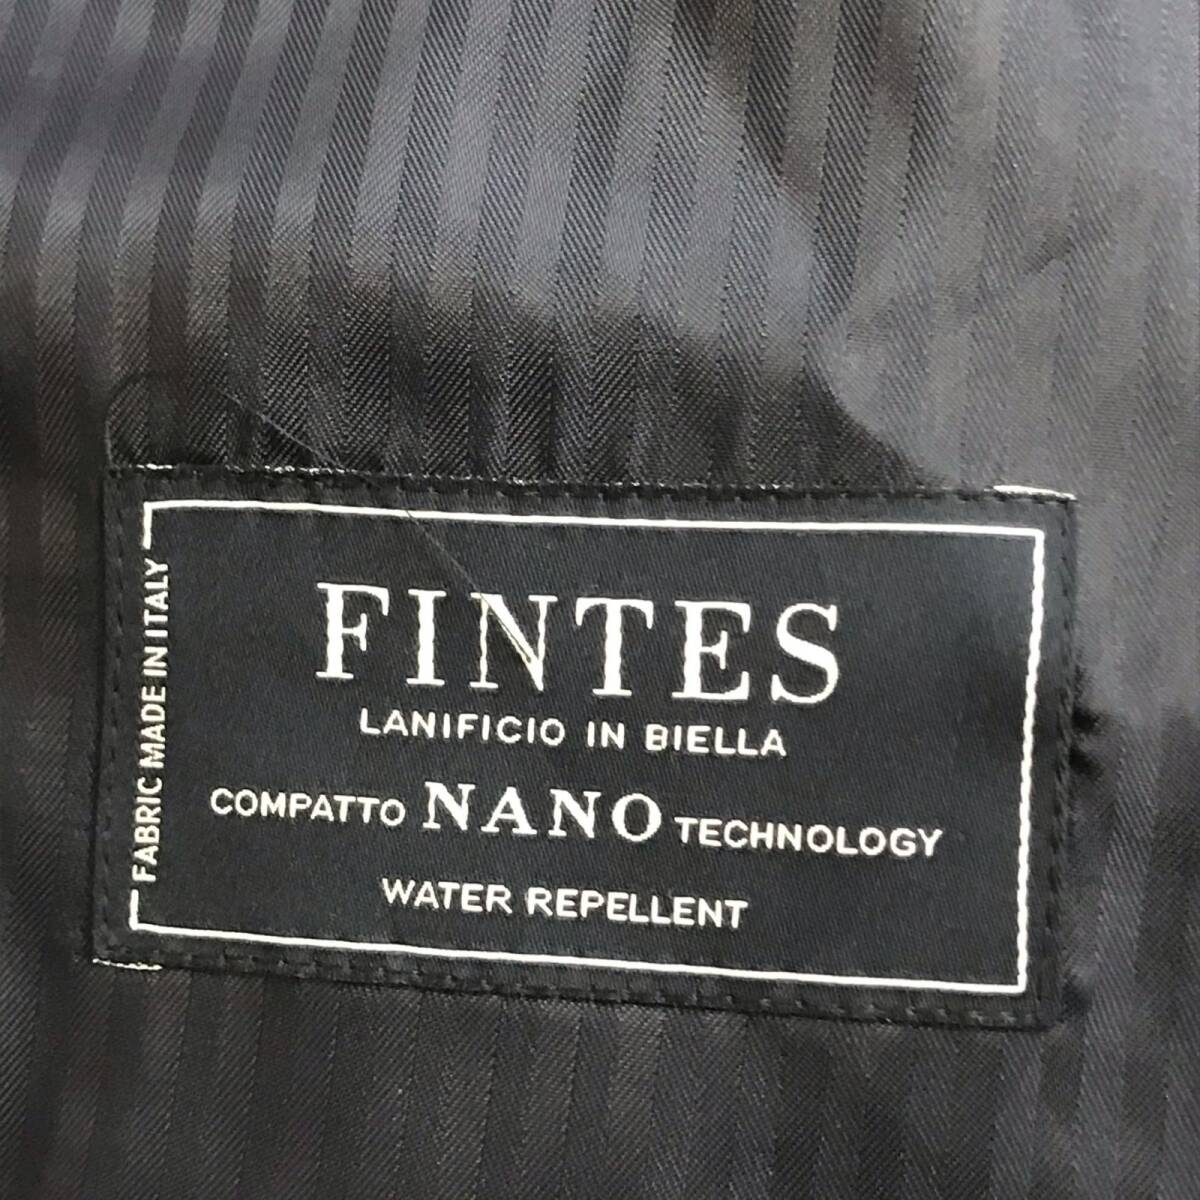 FINTES
LANIFICIO IN BIELLA
COMPATTO NANO TECHNOLOGY
WATER REPELLENT
FABRIC MADE IN ITALY